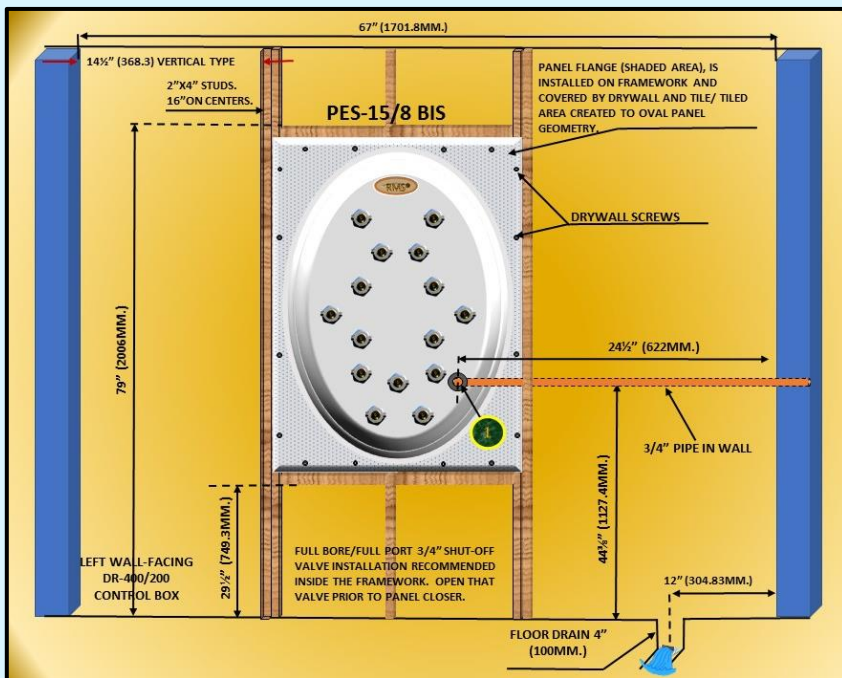 67” (1701.8MM.)
14½” (368.3) VERTICAL TYPE
2”X4” STUDS.
16”ON CENTERS.
PES-15/8 BIS
PANEL FLANGE (SHADED AREA), IS
INSTALLED ON FRAMEWORK AND
COVERED BY DRYWALL AND TILE/ TILED
AREA CREATED TO OVAL PANEL
GEOMETRY.
RMS®
DRYWALL SCREWS
79” (2006MM.)
24½” (622MM.)
1
3/4” PIPE IN WALL
44⅜” (1127.4MM.)
29½” (749.3MM.)
LEFT WALL-FACING
DR-400/200
CONTROL BOX
FULL BORE/FULL PORT 3/4” SHUT-OFF
VALVE INSTALLATION RECOMMENDED
INSIDE THE FRAMEWORK. OPEN THAT
VALVE PRIOR TO PANEL CLOSER.
12” (304.83MM.)
FLOOR DRAIN 4”
(100MM.)